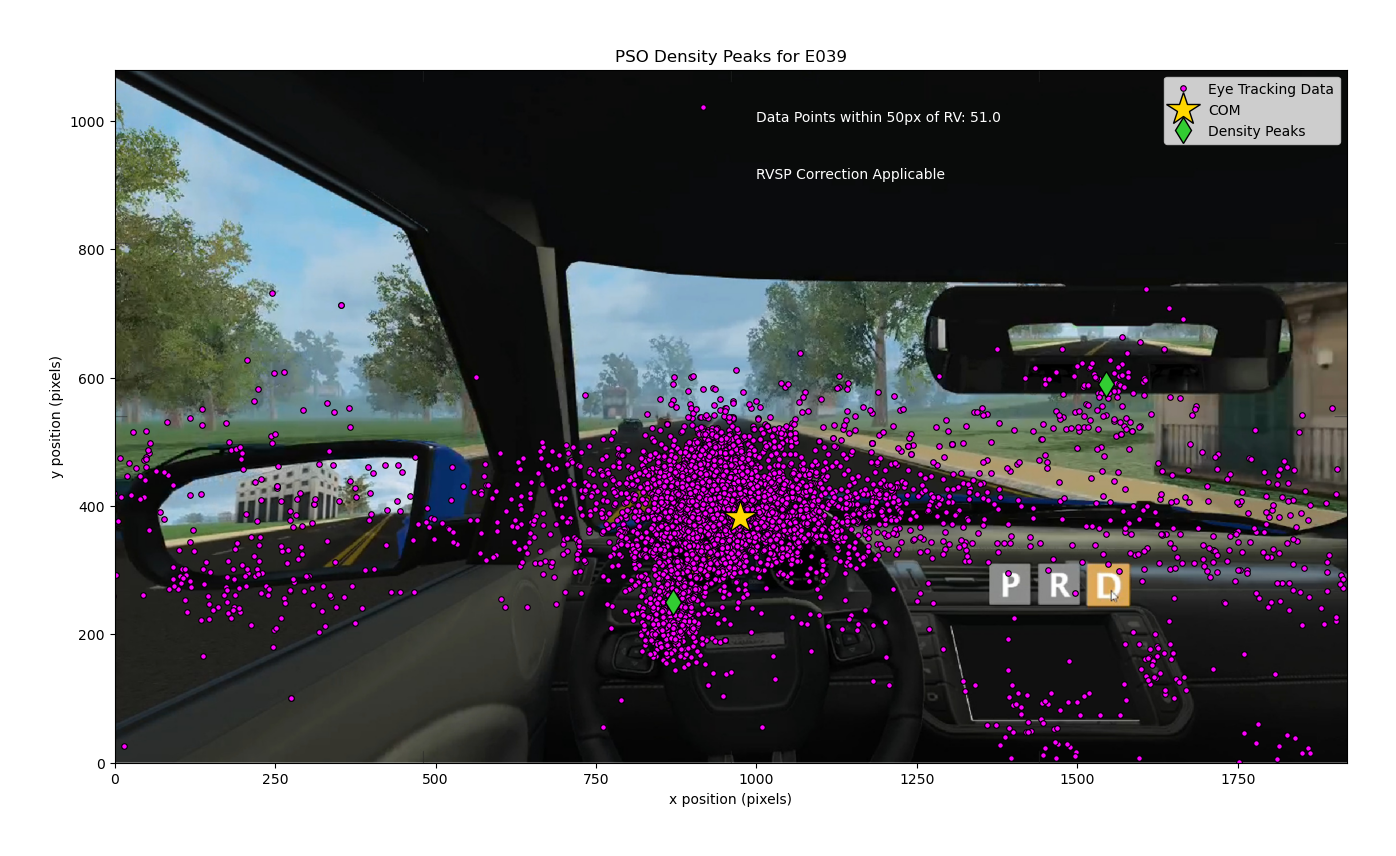 PSO Density Peaks for E039
Eye Tracking Data
COM
Density Peaks
Data Points within 50px of RV: 51.0
RVSP Correction Applicable
y position (pixels)
1000
800
600
400
200
0
P R D
0 250 500 750 1000 1250 1500 1750
x position (pixels)